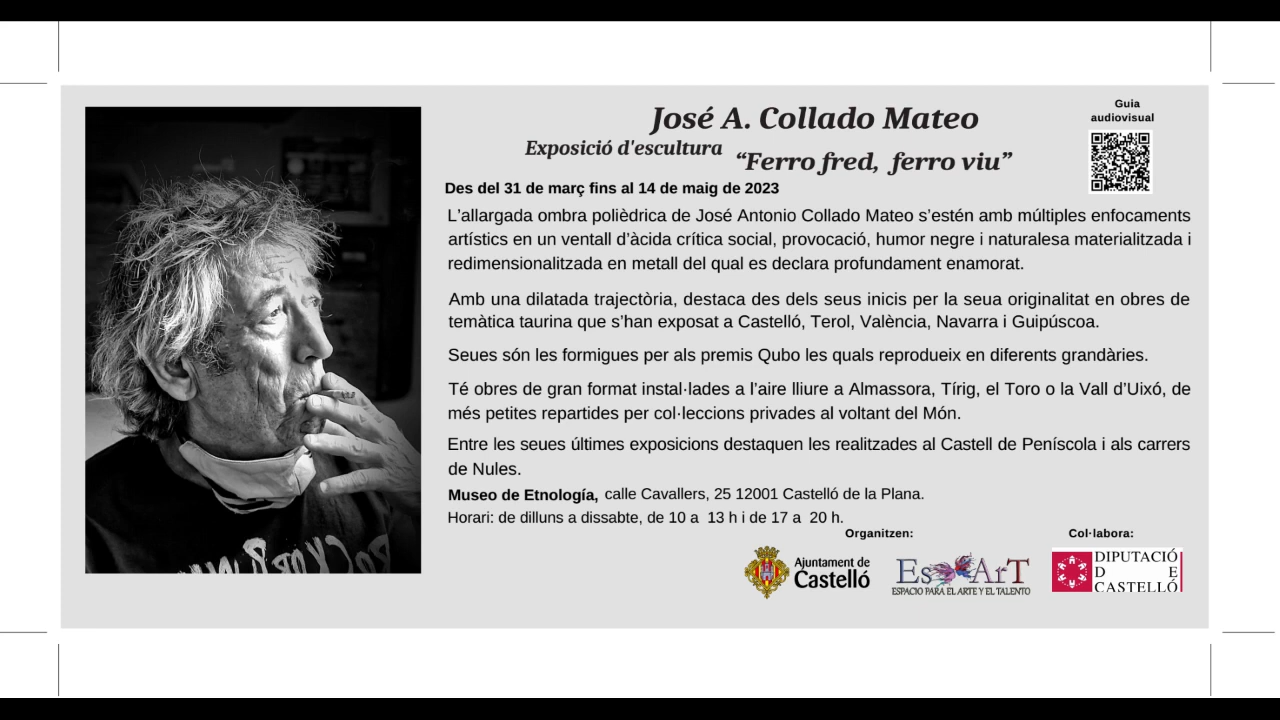 José A. Collado Mateo
Exposició d'escultura
“Ferro fred, ferro viu”
Guia
audiovisual
Des del 31 de març fins al 14 de maig de 2023
L’allargada ombra polièdrica de José Antonio Collado Mateo s’estén amb múltiples enfocaments
artístics en un ventall d’àcida crítica social, provocació, humor negre i naturalesa materialitzada i
redimensionalitzada en metall del qual es declara profundament enamorat.
Amb una dilatada trajectòria, destaca des dels seus inicis per la seua originalitat en obres de
temàtica taurina que s’han exposat a Castelló, Terol, València, Navarra i Guipúscoa.
Seues són les formigues per als premis Qubo les quals reprodueix en diferents grandàries.
Té obres de gran format instal·lades a l’aire lliure a Almassora, Tírig, el Toro o la Vall d’Uixó, de
més petites repartides per col·leccions privades al voltant del Món.
Entre les seues últimes exposicions destaquen les realitzades al Castell de Peníscola i als carrers
de Nules.
Museo de Etnología, calle Cavallers, 25 12001 Castelló de la Plana.
Horari: de dilluns a dissabte, de 10 a 13 h i de 17 a 20 h.
Organitzen:
Col·labora:
Ajuntament de
Castelló
EsArT
ESPACIO PARA EL ARTE Y EL TALENTO
DIPUTACIÓ
D E
CASTELLÓ